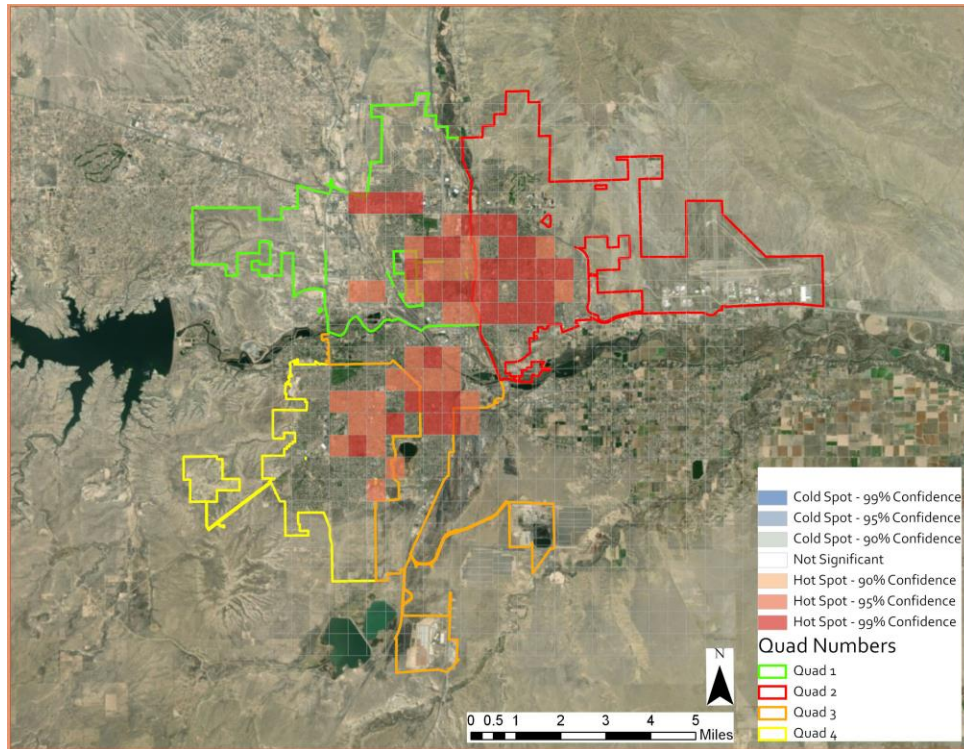 Cold Spot - 99% Confidence
Cold Spot - 95% Confidence
Cold Spot - 90% Confidence
Not Significant
Hot Spot - 90% Confidence
Hot Spot - 95% Confidence
Hot Spot - 99% Confidence
Quad Numbers
Quad 1
Quad 2
Quad 3
Quad 4
N
0 0.5 1 2 3 4 5
Miles